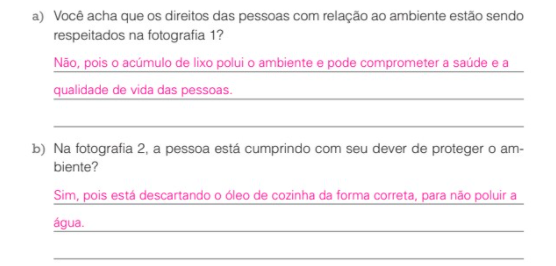 a) Você acha que os direitos das pessoas com relação ao ambiente estão sendo
respeitados na fotografia 1?
Não, pois o acúmulo de lixo polui o ambiente e pode comprometer a saúde e a
qualidade de vida das pessoas.
b) Na fotografia 2, a pessoa está cumprindo com seu dever de proteger o am-
biente?
Sim, pois está descartando o óleo de cozinha da forma correta, para não poluir a
água.